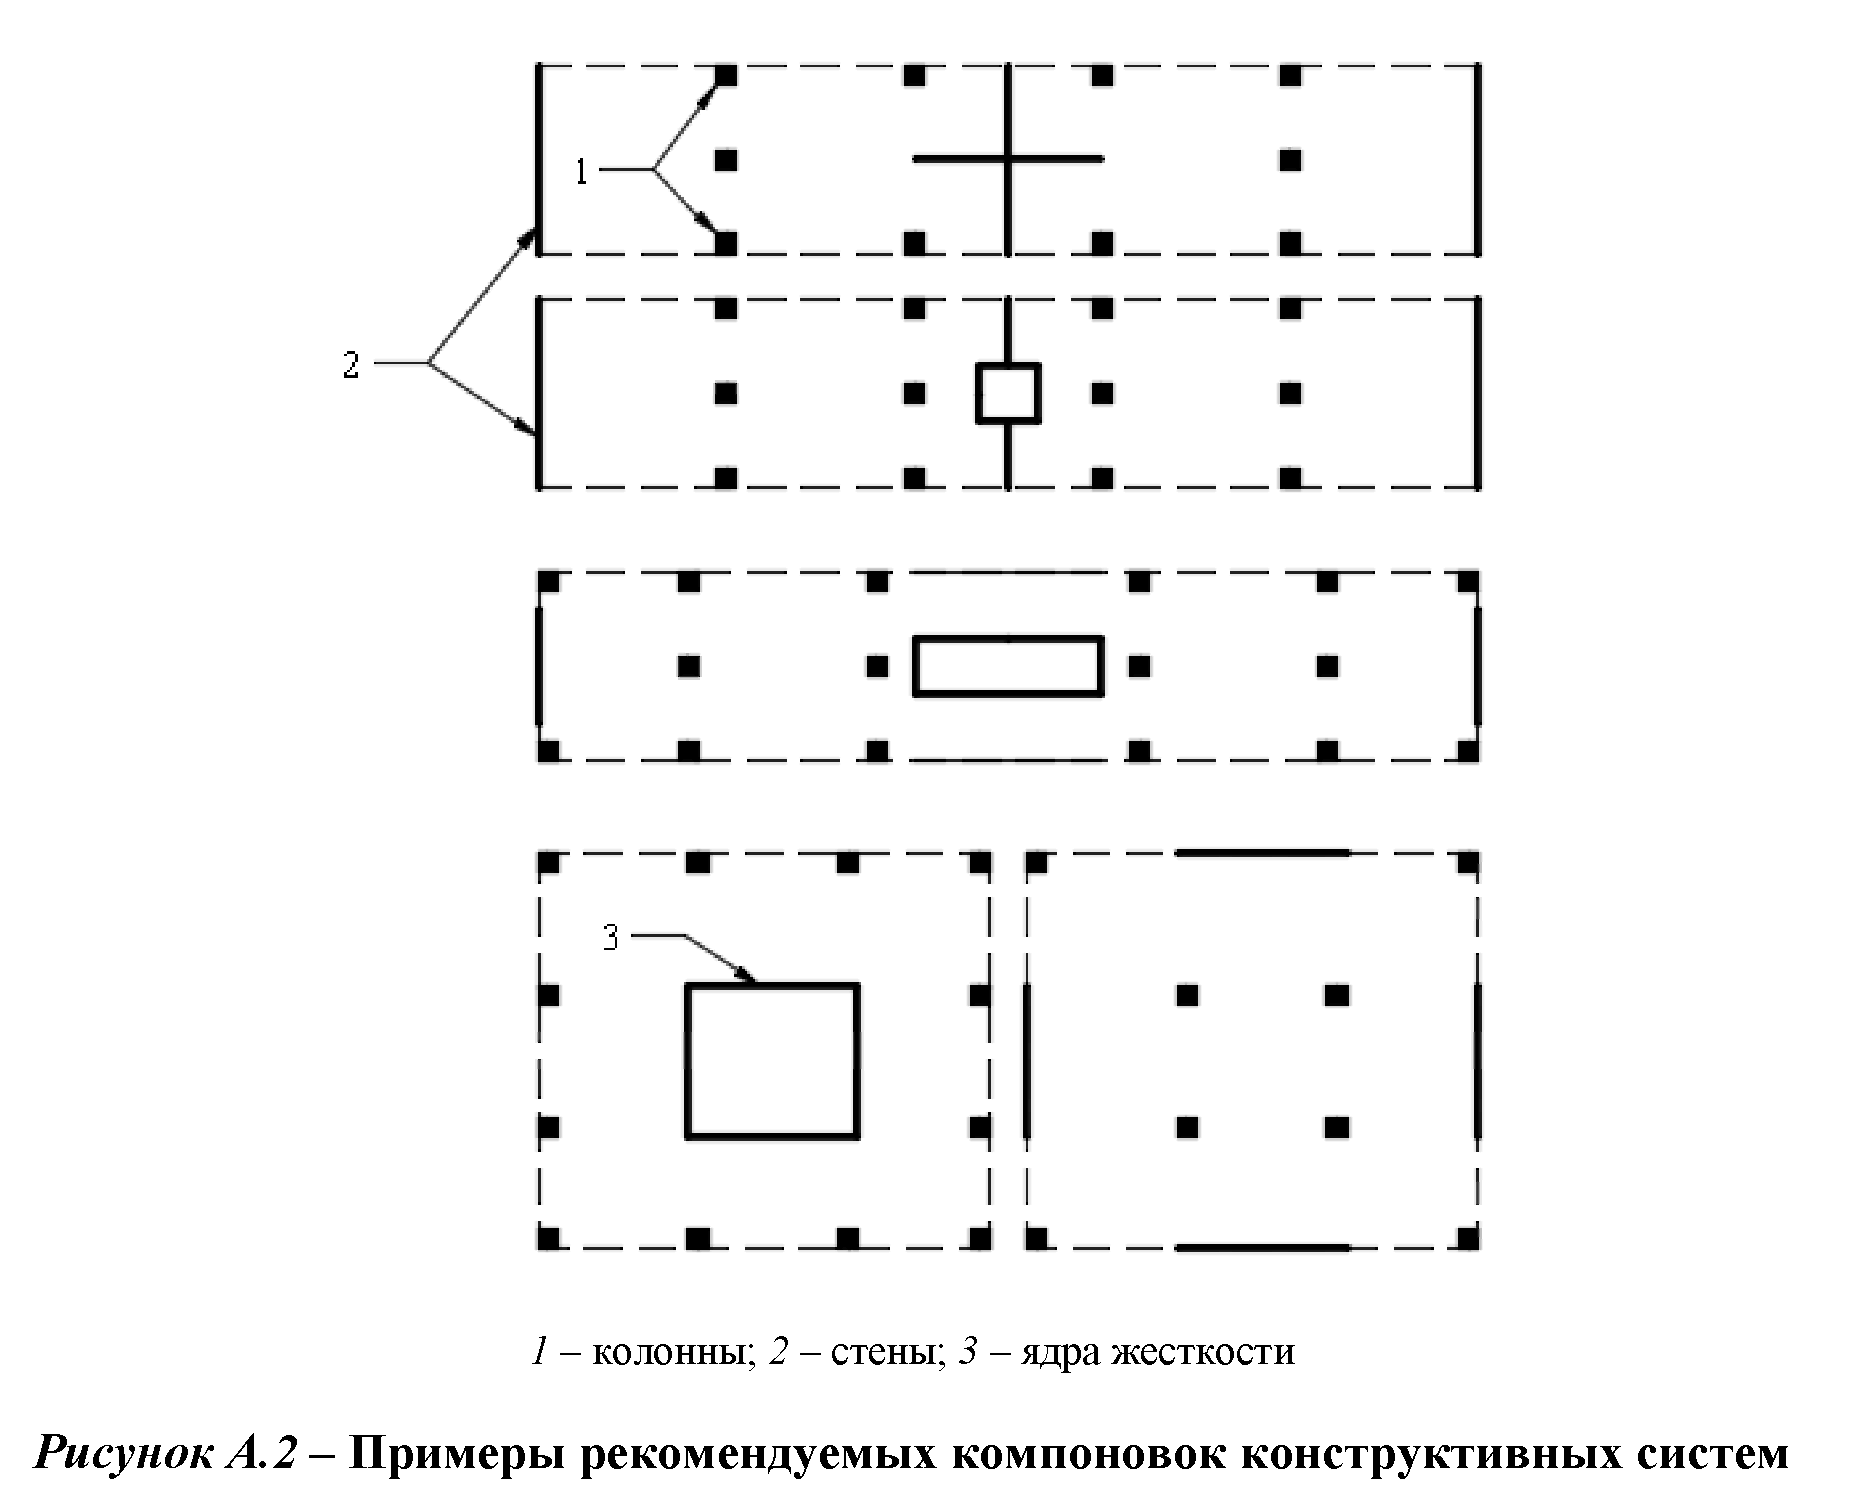 1
2
3
1 – колонны; 2 – стены; 3 – ядра жесткости
Рисунок А.2 – Примеры рекомендуемых компоновок конструктивных систем